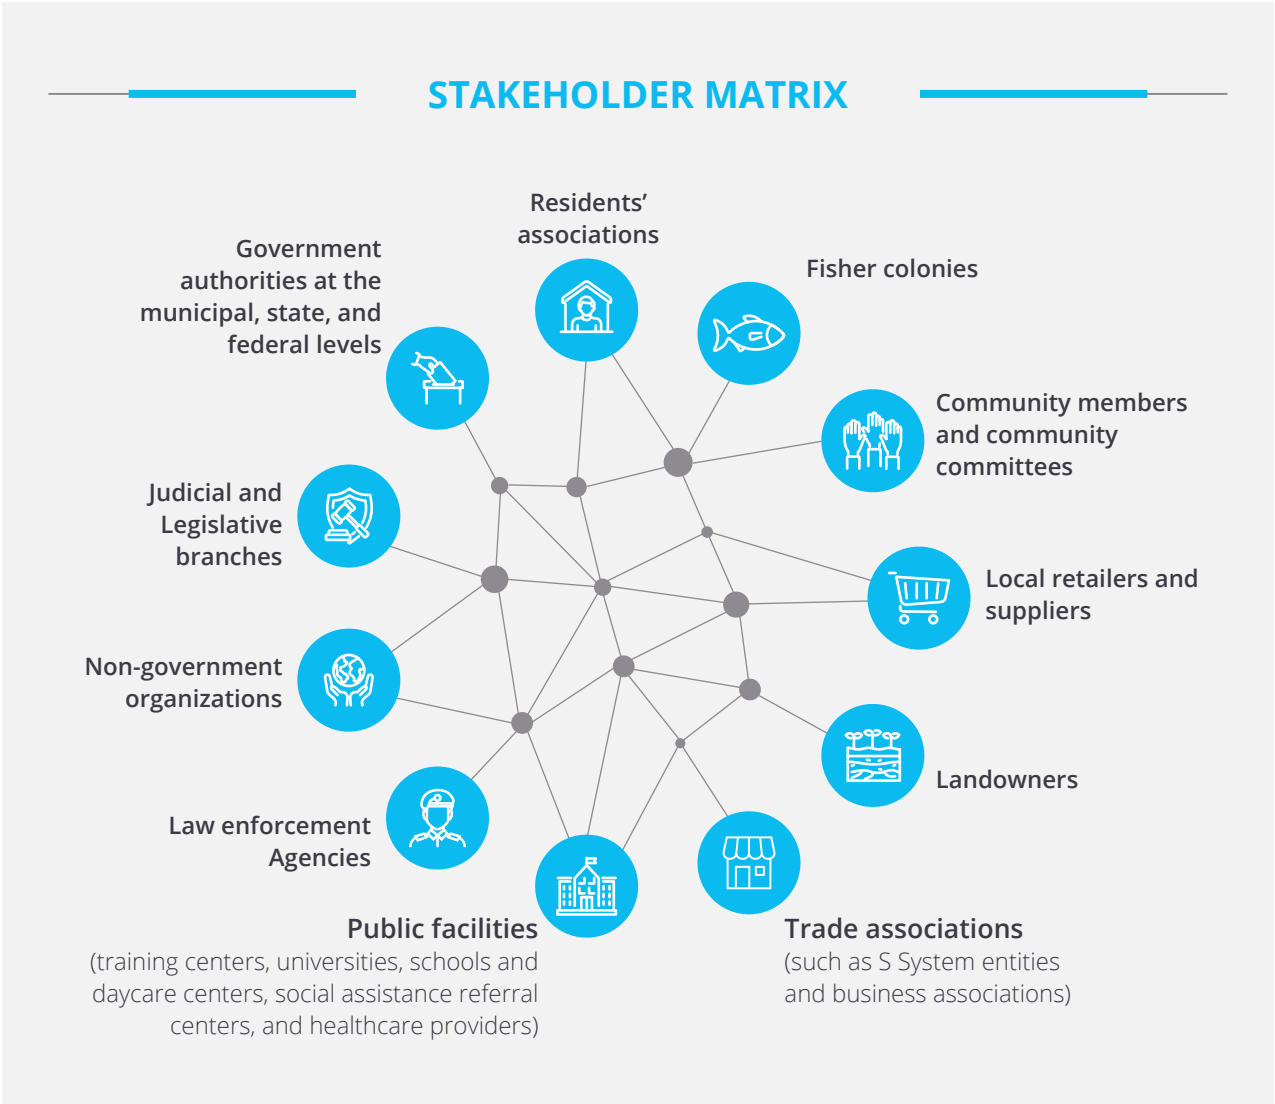 STAKEHOLDER MATRIX
Residents’
associations
Government
authorities at the
municipal, state, and
federal levels
Fisher colonies
Community members
and community
committees
Judicial and
Legislative
branches
Local retailers and
suppliers
Non-government
organizations
Landowners
Law enforcement
Agencies
Public facilities
(training centers, universities, schools and
daycare centers, social assistance referral
centers, and healthcare providers)
Trade associations
(such as S System entities
and business associations)